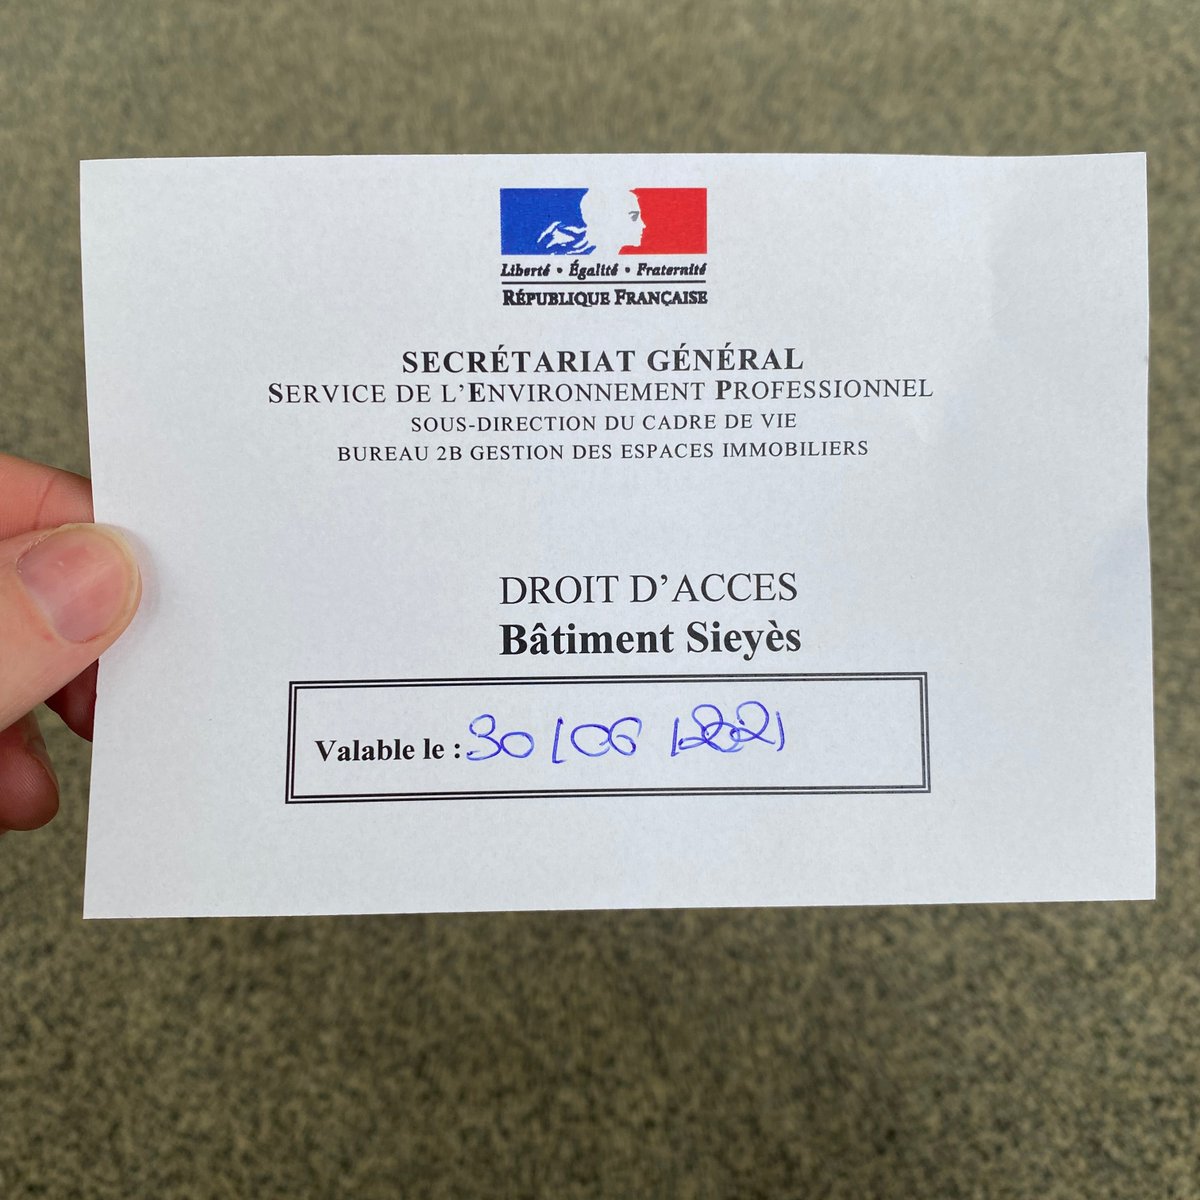 Liberté • Égalité • Fraternité
RÉPUBLIQUE FRANÇAISE
SECRÉTARIAT GÉNÉRAL
SERVICE DE L’ENVIRONNEMENT PROFESSIONNEL
SOUS-DIRECTION DU CADRE DE VIE
BUREAU 2B GESTION DES ESPACES IMMOBILIERS
DROIT D’ACCES
Bâtiment Sieyès
Valable le : 30/06